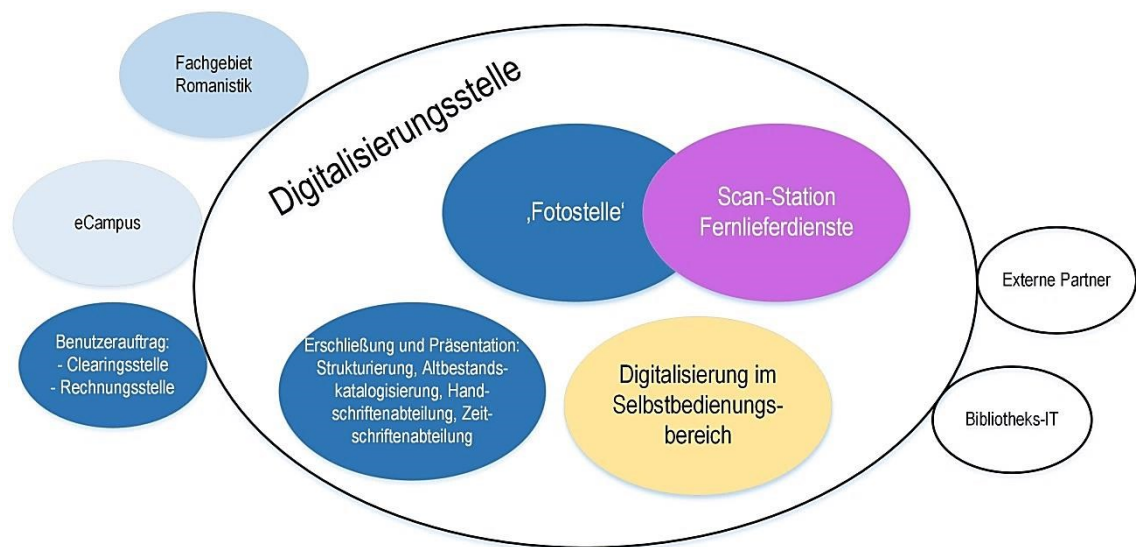 Fachgebiet
Romanistik
Digitalisierungsstelle
‚Fotostelle‘
Scan-Station
Fernlieferdienste
eCampus
Externe Partner
Benutzerauftrag:
- Clearingsstelle
- Rechnungsstelle
Erschließung und Präsentation:
Strukturierung, Altbestands-
katalogisierung, Hand-
schriftenabteilung, Zeit-
schriftenabteilung
Digitalisierung im
Selbstbedienungs-
bereich
Bibliotheks-IT